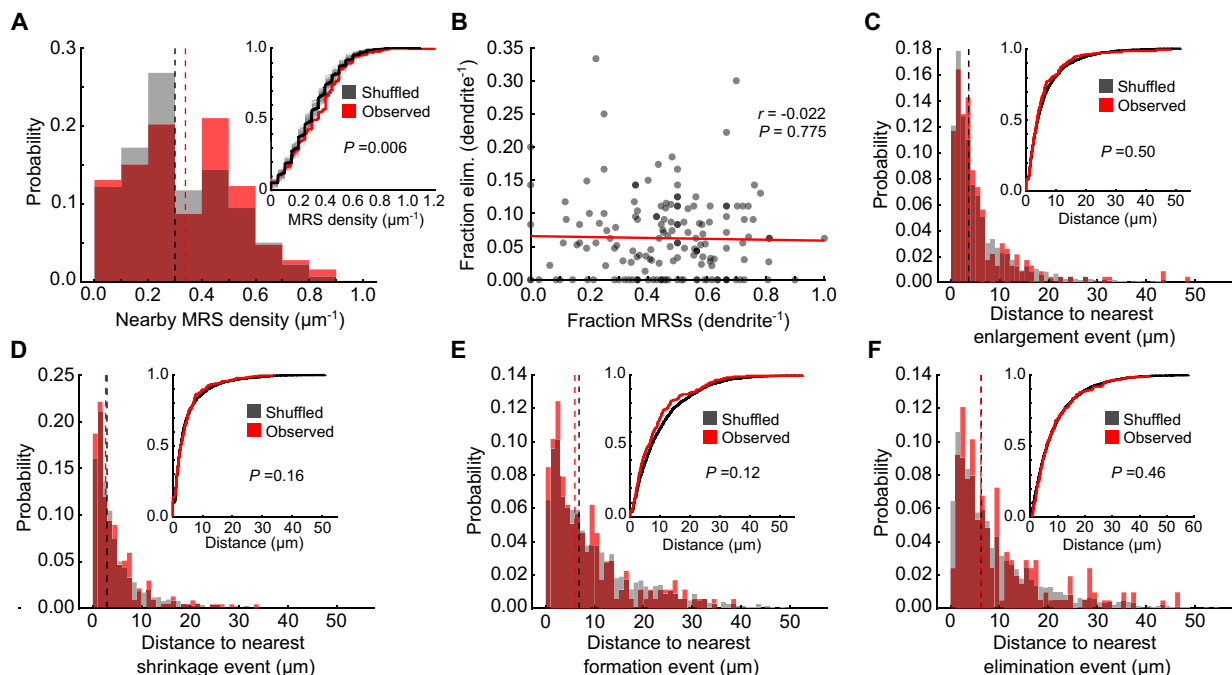 A
0.3
0.2
0.1
0.0
Probability
0.0 0.2 0.4 0.6 0.8 1.0
Nearby MRS density (µm-1)
1.0
0.5
0
0 0.2 0.4 0.6 0.8 1.0 1.2
MRS density (µm-1)
Shuffled
Observed
P =0.006
B
0.35
0.30
0.25
0.20
0.15
0.10
0.05
0.00
Fraction elim. (dendrite-1)
r = -0.022
P = 0.775
0.0 0.2 0.4 0.6 0.8 1.0
Fraction MRSs (dendrite-1)
C
0.18
0.16
0.14
0.12
0.10
0.08
0.06
0.04
0.02
0.00
Probability
0 10 20 30 40 50
Distance to nearest
enlargement event (µm)
1.0
0.5
0.0
0 10 20 30 40 50
Distance (µm)
Shuffled
Observed
P =0.50
D
0.25
0.20
0.15
0.10
0.05
0.00
Probability
0 10 20 30 40 50
Distance to nearest
shrinkage event (µm)
1.0
0.5
0.0
0 10 20 30 40 50
Distance (µm)
Shuffled
Observed
P =0.16
E
0.14
0.12
0.10
0.08
0.06
0.04
0.02
0.00
Probability
0 10 20 30 40 50
Distance to nearest
formation event (µm)
1.0
0.5
0.0
0 10 20 30 40 50
Distance (µm)
Shuffled
Observed
P =0.12
F
0.14
0.12
0.10
0.08
0.06
0.04
0.02
0.00
Probability
0 10 20 30 40 50
Distance to nearest
elimination event (µm)
1.0
0.5
0.0
0 10 20 30 40 50 60
Distance (µm)
Shuffled
Observed
P =0.46